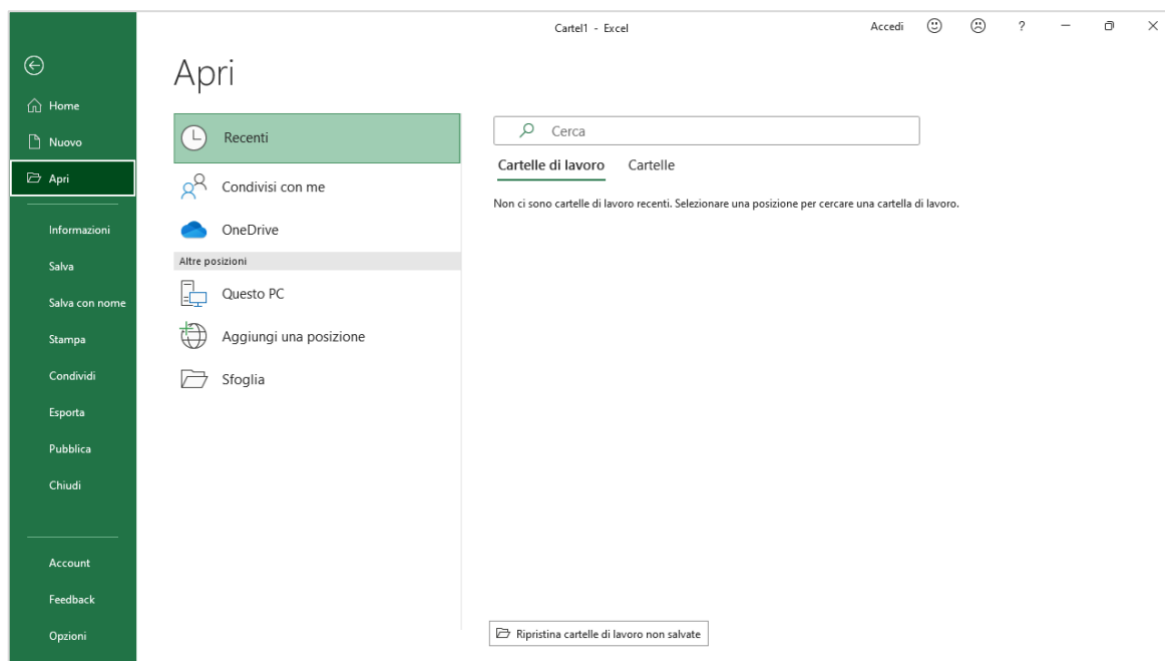 Cartel1 - Excel
Accedi
?
Apri
Home
Nuovo
Apri
Informazioni
Salva
Salva con nome
Stampa
Condividi
Esporta
Pubblica
Chiudi
Account
Feedback
Opzioni
Recenti
Condivisi con me
OneDrive
Altre posizioni
Questo PC
Aggiungi una posizione
Sfoglia
Cerca
Cartelle di lavoro Cartelle
Non ci sono cartelle di lavoro recenti. Selezionare una posizione per cercare una cartella di lavoro.
Ripristina cartelle di lavoro non salvate